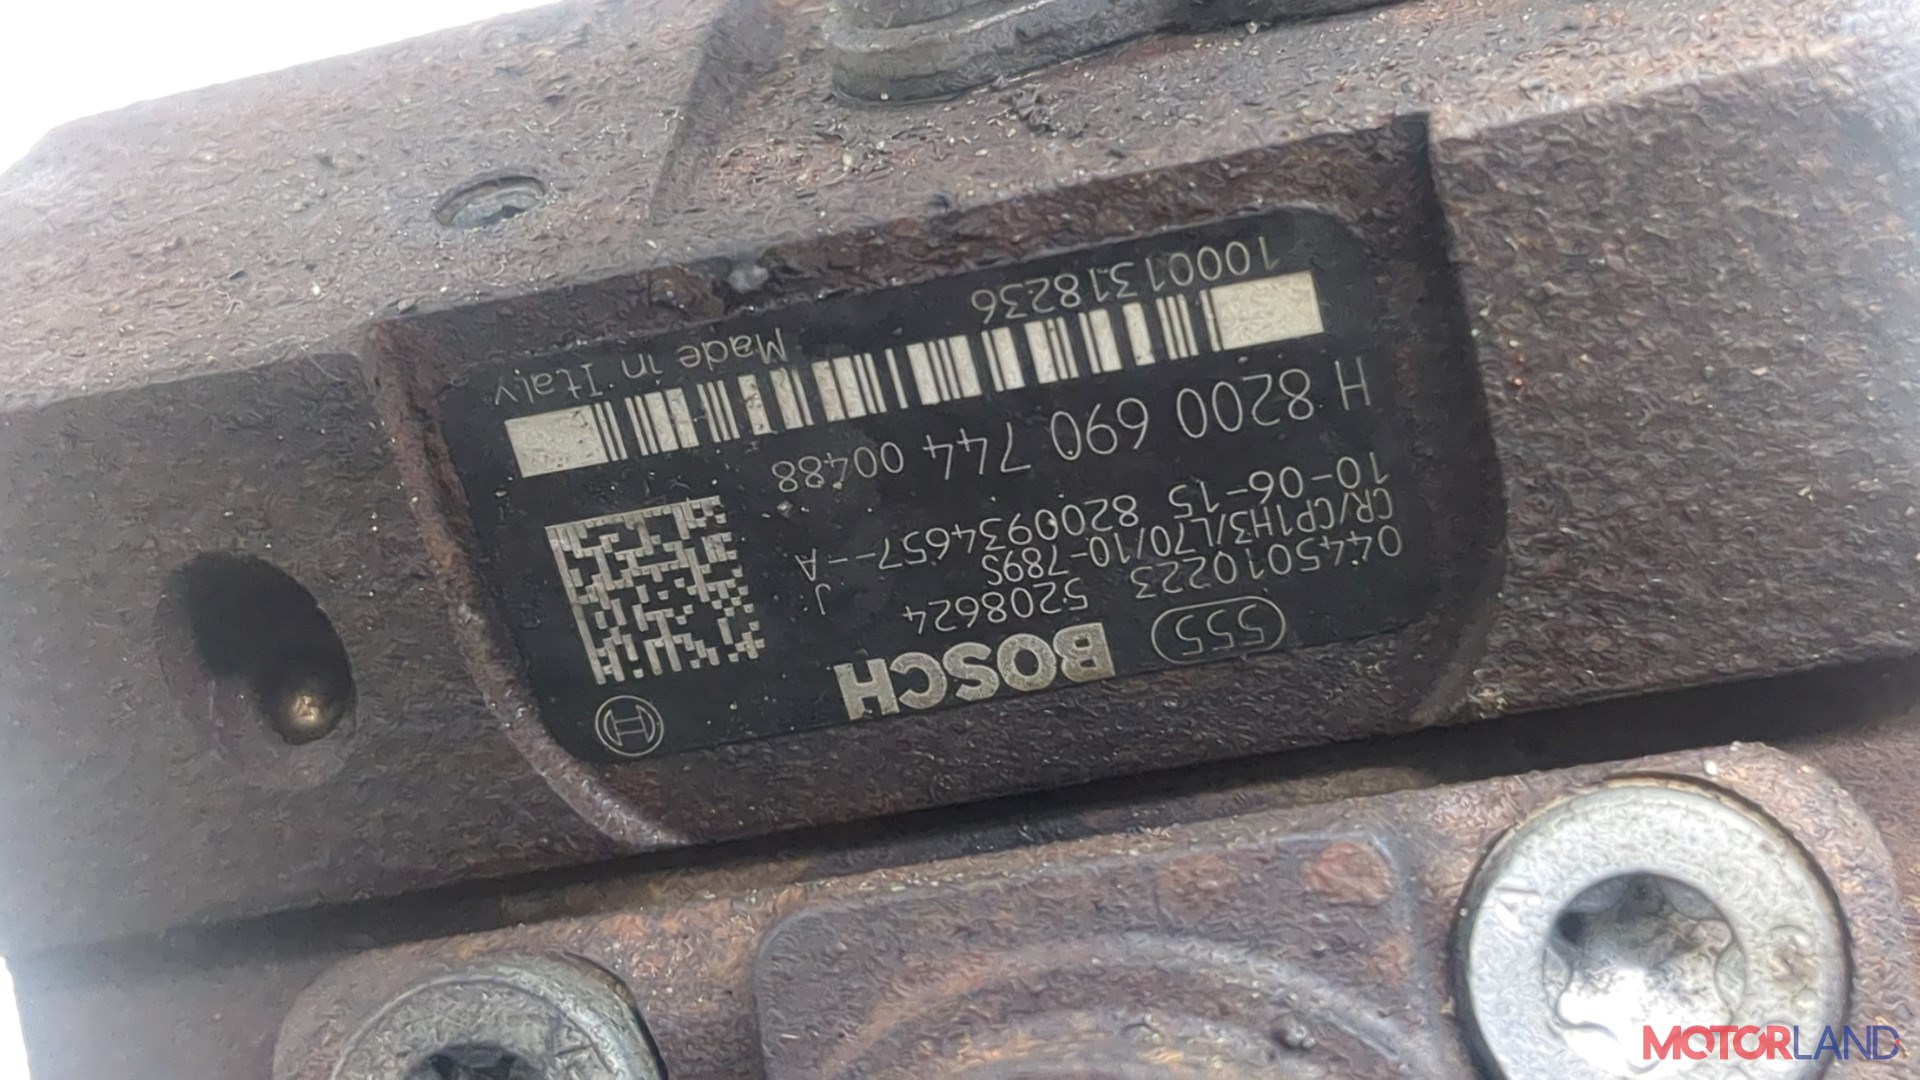 555 BOSCH
0445010223 5208624
CR/CP1H3/L70/10-789S
10-06-15 8200934657--A J
H 8200 690 744 00488
10001318236 Made in Italy
MOTORLAND